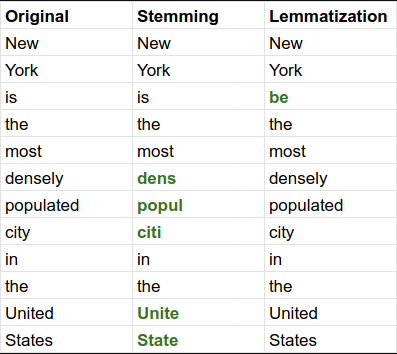 Original Stemming Lemmatization
New New New
York York York
is is be
the the the
most most most
densely dens densely
populated popul populated
city citi city
in in in
the the the
United Unite United
States State States